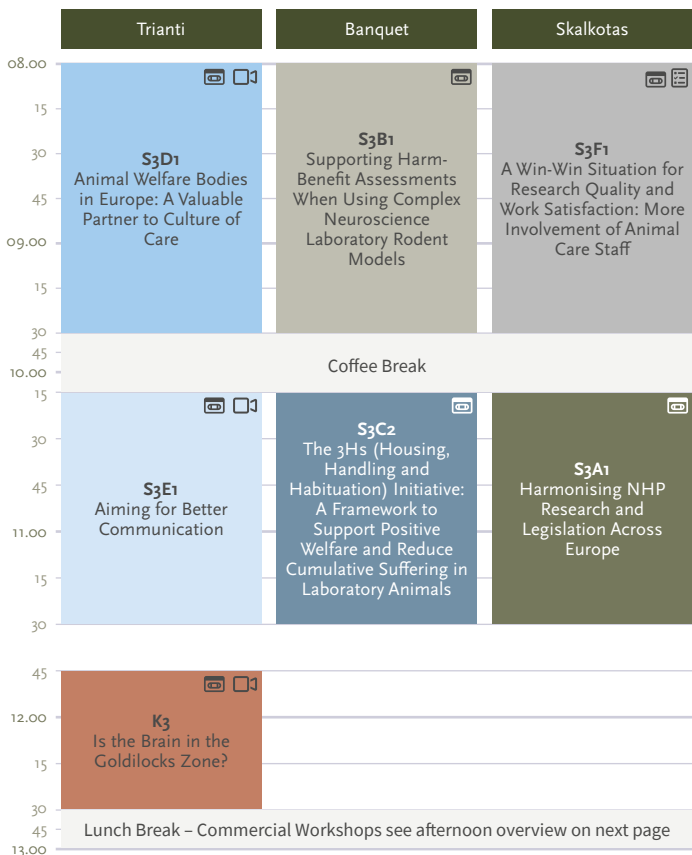 Trianti
Banquet
Skalkotas
08.00
15
30
45
09.00
15
30
S3D1
Animal Welfare Bodies
in Europe: A Valuable
Partner to Culture of
Care
S3B1
Supporting Harm-
Benefit Assessments
When Using Complex
Neuroscience
Laboratory Rodent
Models
S3F1
A Win-Win Situation for
Research Quality and
Work Satisfaction: More
Involvement of Animal
Care Staff
45
10.00
Coffee Break
15
30
45
11.00
15
30
S3E1
Aiming for Better
Communication
S3C2
The 3Hs (Housing,
Handling and
Habituation) Initiative:
A Framework to
Support Positive
Welfare and Reduce
Cumulative Suffering in
Laboratory Animals
S3A1
Harmonising NHP
Research and
Legislation Across
Europe
45
12.00
15
30
K3
Is the Brain in the
Goldilocks Zone?
45
13.00
Lunch Break – Commercial Workshops see afternoon overview on next page